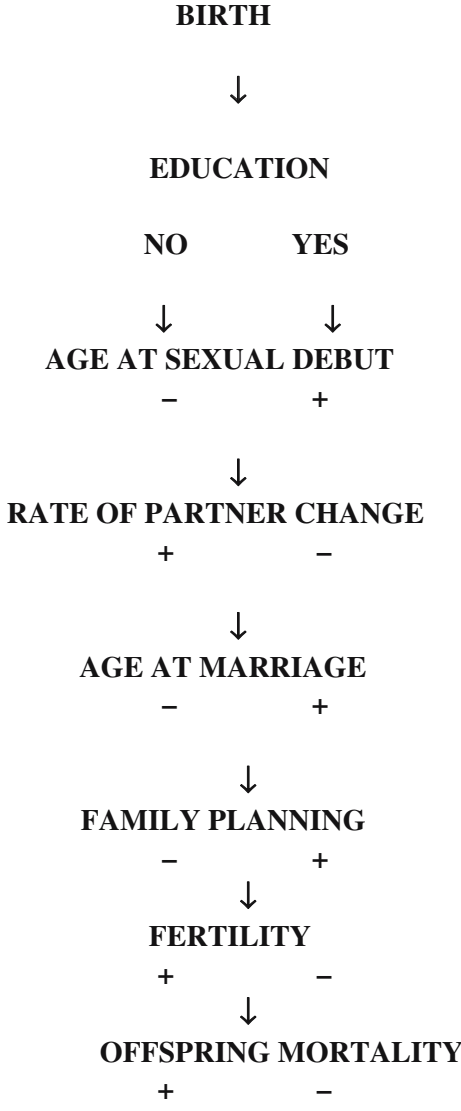 BIRTH
↓
EDUCATION
NO YES
↓ ↓
AGE AT SEXUAL DEBUT
− +
↓
RATE OF PARTNER CHANGE
+ −
↓
AGE AT MARRIAGE
− +
↓
FAMILY PLANNING
− +
↓
FERTILITY
+ −
↓
OFFSPRING MORTALITY
+ −